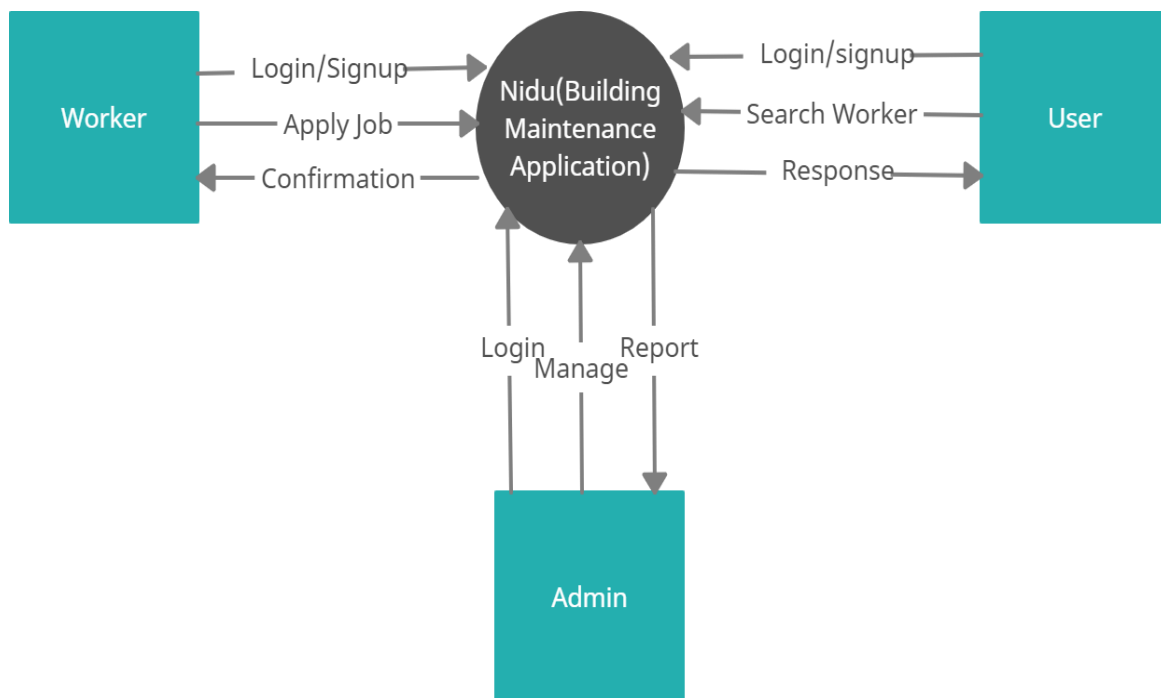 Worker
Login/Signup
Apply Job
Confirmation
Nidu(Building
Maintenance
Application)
Login/signup
Search Worker
Response
User
Login
Manage
Report
Admin